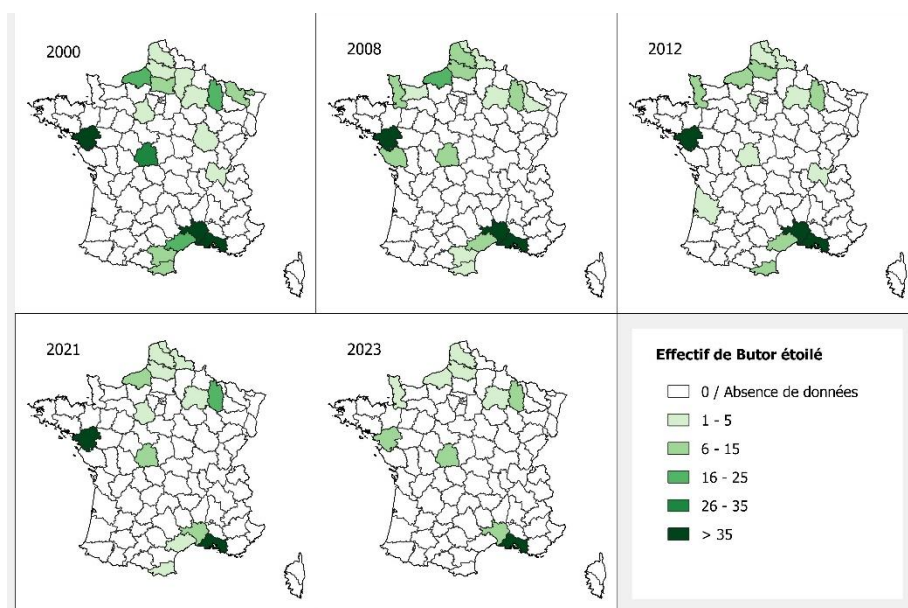 2000
2008
2012
2021
2023
Effectif de Butor étoilé
0 / Absence de données
1 - 5
6 - 15
16 - 25
26 - 35
> 35